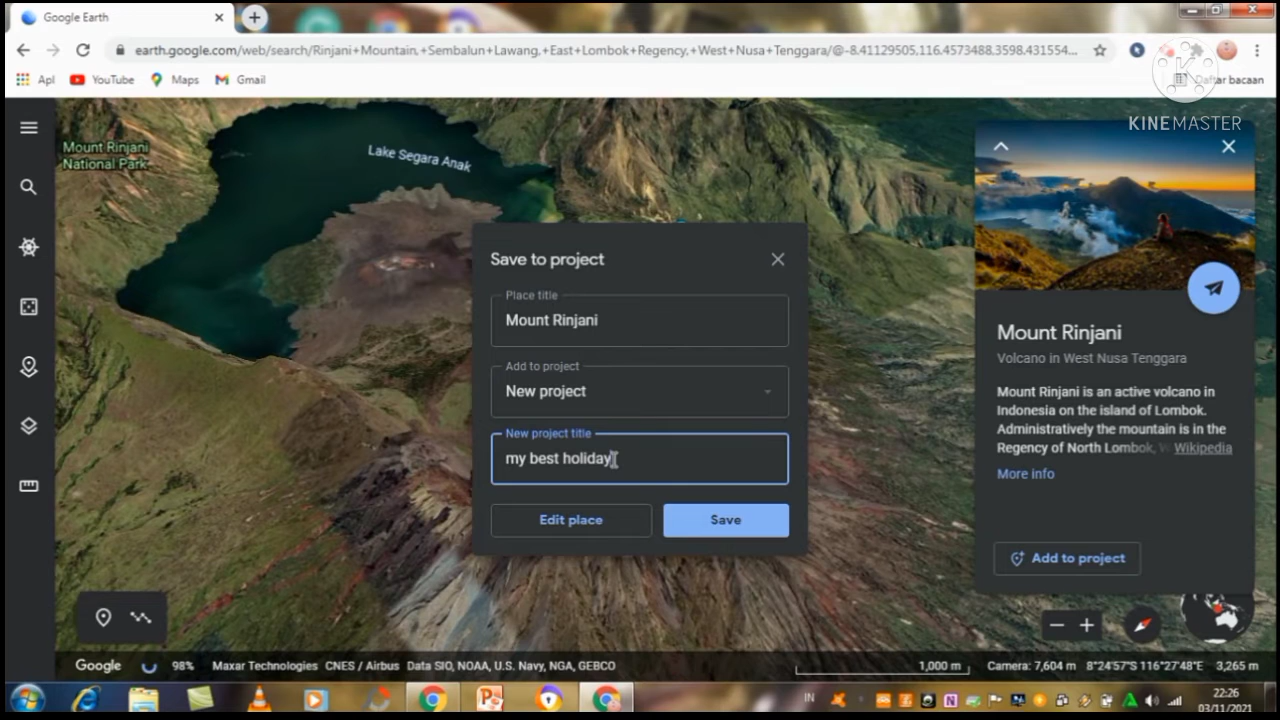 Google Earth
earth.google.com/web/search/Rinjani+Mountain,+Sembalun+Lawang,+East+Lombok+Regency,+West+Nusa+Tenggara/@-8.41129505,116.4573488.3598.431554...
Apl
YouTube
Maps
Gmail
Daftar bacaan
K
KINEMASTER
Mount Rinjani
National Park
Lake Segara Anak
Save to project
Place title
Mount Rinjani
Add to project
New project
New project title
my best holiday
Edit place
Save
Mount Rinjani
Volcano in West Nusa Tenggara
Mount Rinjani is an active volcano in
Indonesia on the island of Lombok.
Administratively the mountain is in the
Regency of North Lombok, W Wikipedia
More info
Add to project
Google
98%
Maxar Technologies CNES / Airbus Data SIO, NOAA, U.S. Navy, NGA, GEBCO
1,000 m
Camera: 7,604 m
8°24'57"S 116°27'48"E
3,265 m
IN
22:26
03/11/2021